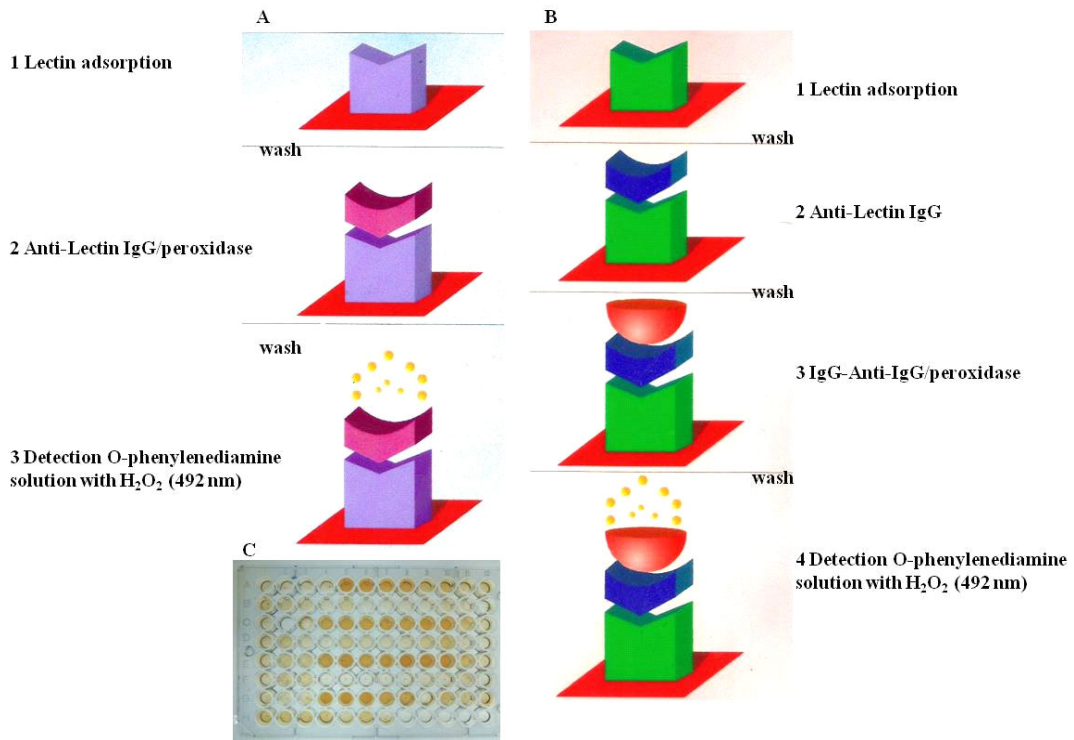 A
1 Lectin adsorption
wash
2 Anti-Lectin IgG/peroxidase
wash
3 Detection O-phenylenediamine
solution with H₂O₂ (492 nm)
B
1 Lectin adsorption
wash
2 Anti-Lectin IgG
wash
3 IgG-Anti-IgG/peroxidase
wash
4 Detection O-phenylenediamine
solution with H₂O₂ (492 nm)
C